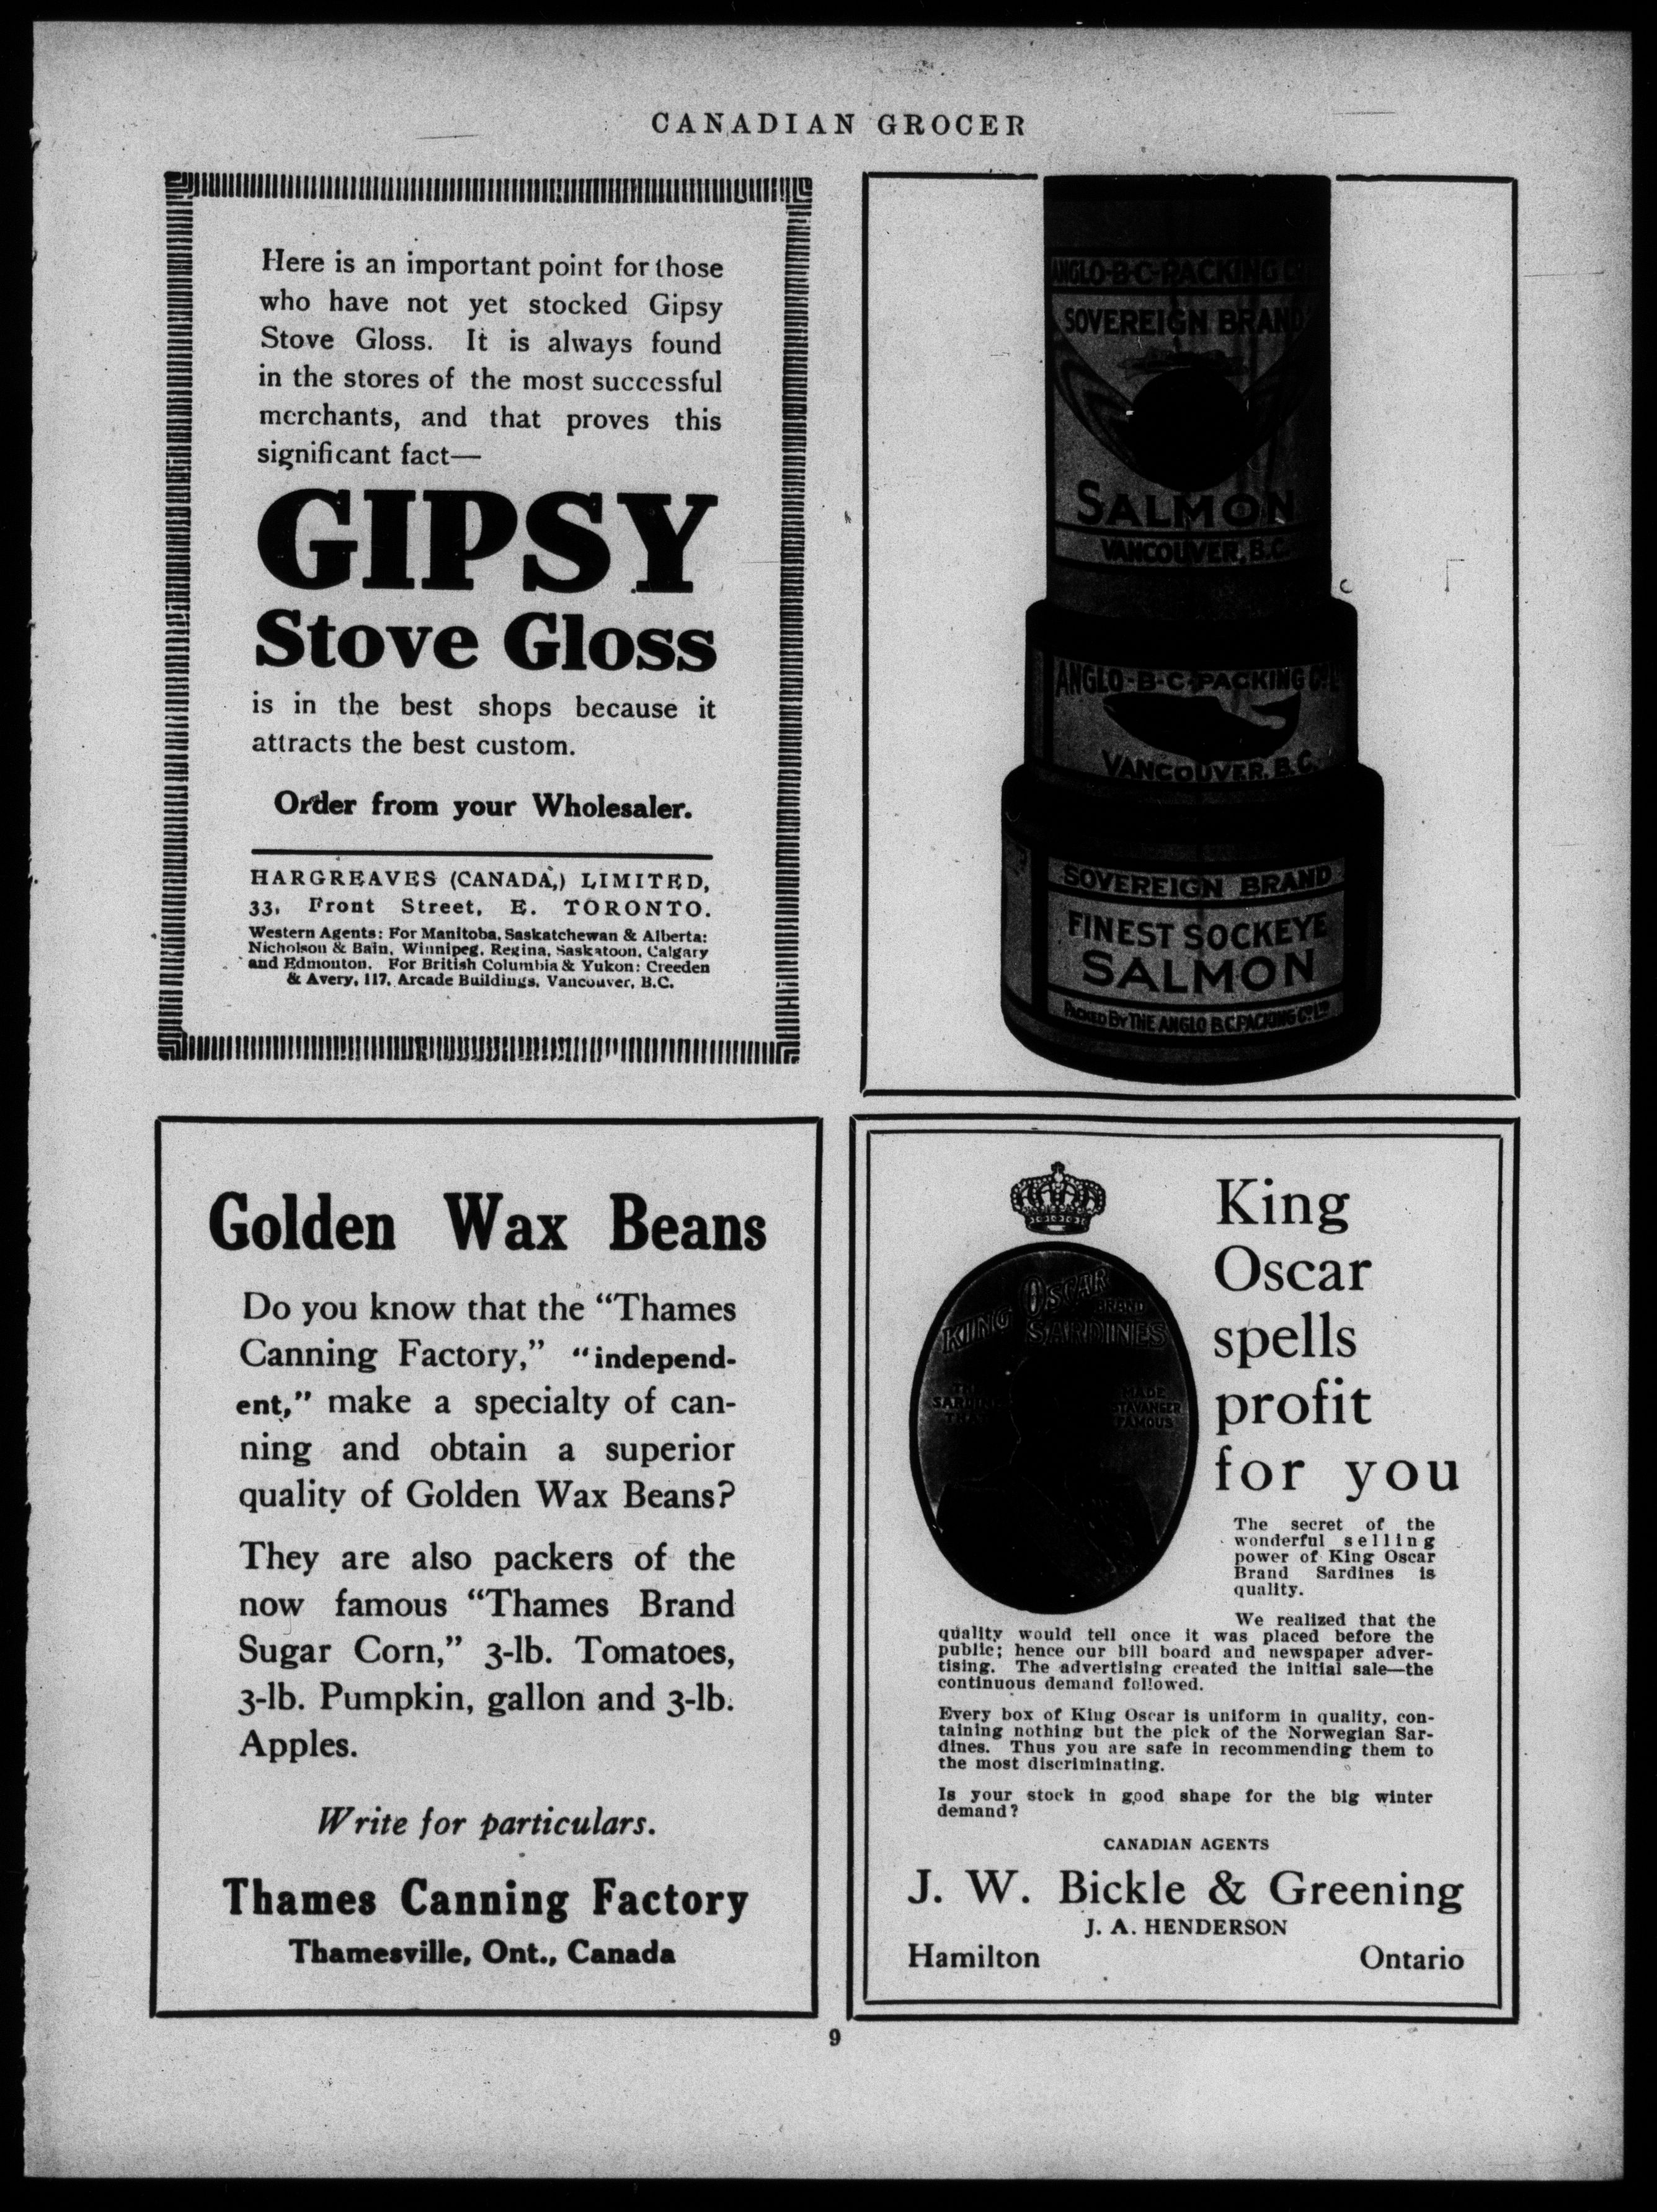 CANADIAN GROCER
Here is an important point for those
who have not yet stocked Gipsy
Stove Gloss. It is always found
in the stores of the most successful
merchants, and that proves this
significant fact—
GIPSY
Stove Gloss
is in the best shops because it
attracts the best custom.
Order from your Wholesaler.
HARGREAVES (CANADA,) LIMITED,
33, Front Street, E. TORONTO.
Western Agents: For Manitoba, Saskatchewan & Alberta:
Nicholson & Bain, Winnipeg, Regina, Saskatoon, Calgary
and Edmonton. For British Columbia & Yukon: Creeden
& Avery, 117, Arcade Buildings, Vancouver, B.C.
ANGLO-B-C-PACKING Co
SOVEREIGN BRAND
SALMON
VANCOUVER, B.C.
ANGLO-B-C-PACKING Co L
VANCOUVER, B.C.
SOVEREIGN BRAND
FINEST SOCKEYE
SALMON
PACKED BY THE ANGLO B.C. PACKING Co LTD
Golden Wax Beans
Do you know that the “Thames
Canning Factory,” “independ-
ent,” make a specialty of can-
ning and obtain a superior
quality of Golden Wax Beans?
They are also packers of the
now famous “Thames Brand
Sugar Corn,” 3-lb. Tomatoes,
3-lb. Pumpkin, gallon and 3-lb.
Apples.
Write for particulars.
Thames Canning Factory
Thamesville, Ont., Canada
KING OSCAR
BRAND
SARDINES
MADE
STAVANGER
FAMOUS
King
Oscar
spells
profit
for you
The secret of the
wonderful selling
power of King Oscar
Brand Sardines is
quality.
We realized that the
quality would tell once it was placed before the
public; hence our bill board and newspaper adver-
tising. The advertising created the initial sale—the
continuous demand followed.
Every box of King Oscar is uniform in quality, con-
taining nothing but the pick of the Norwegian Sar-
dines. Thus you are safe in recommending them to
the most discriminating.
Is your stock in good shape for the big winter
demand?
CANADIAN AGENTS
J. W. Bickle & Greening
J. A. HENDERSON
Hamilton Ontario
9